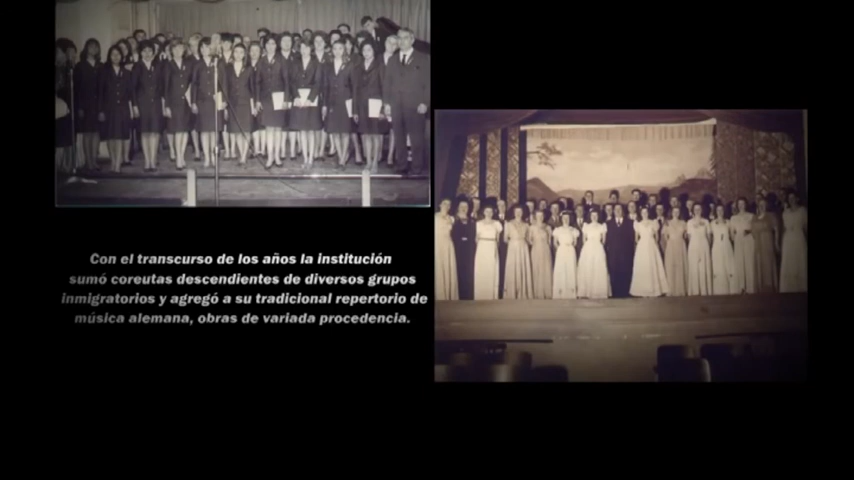 Con el transcurso de los años la institución
sumó coreutas descendientes de diversos grupos
inmigratorios y agregó a su tradicional repertorio de
música alemana, obras de variada procedencia.